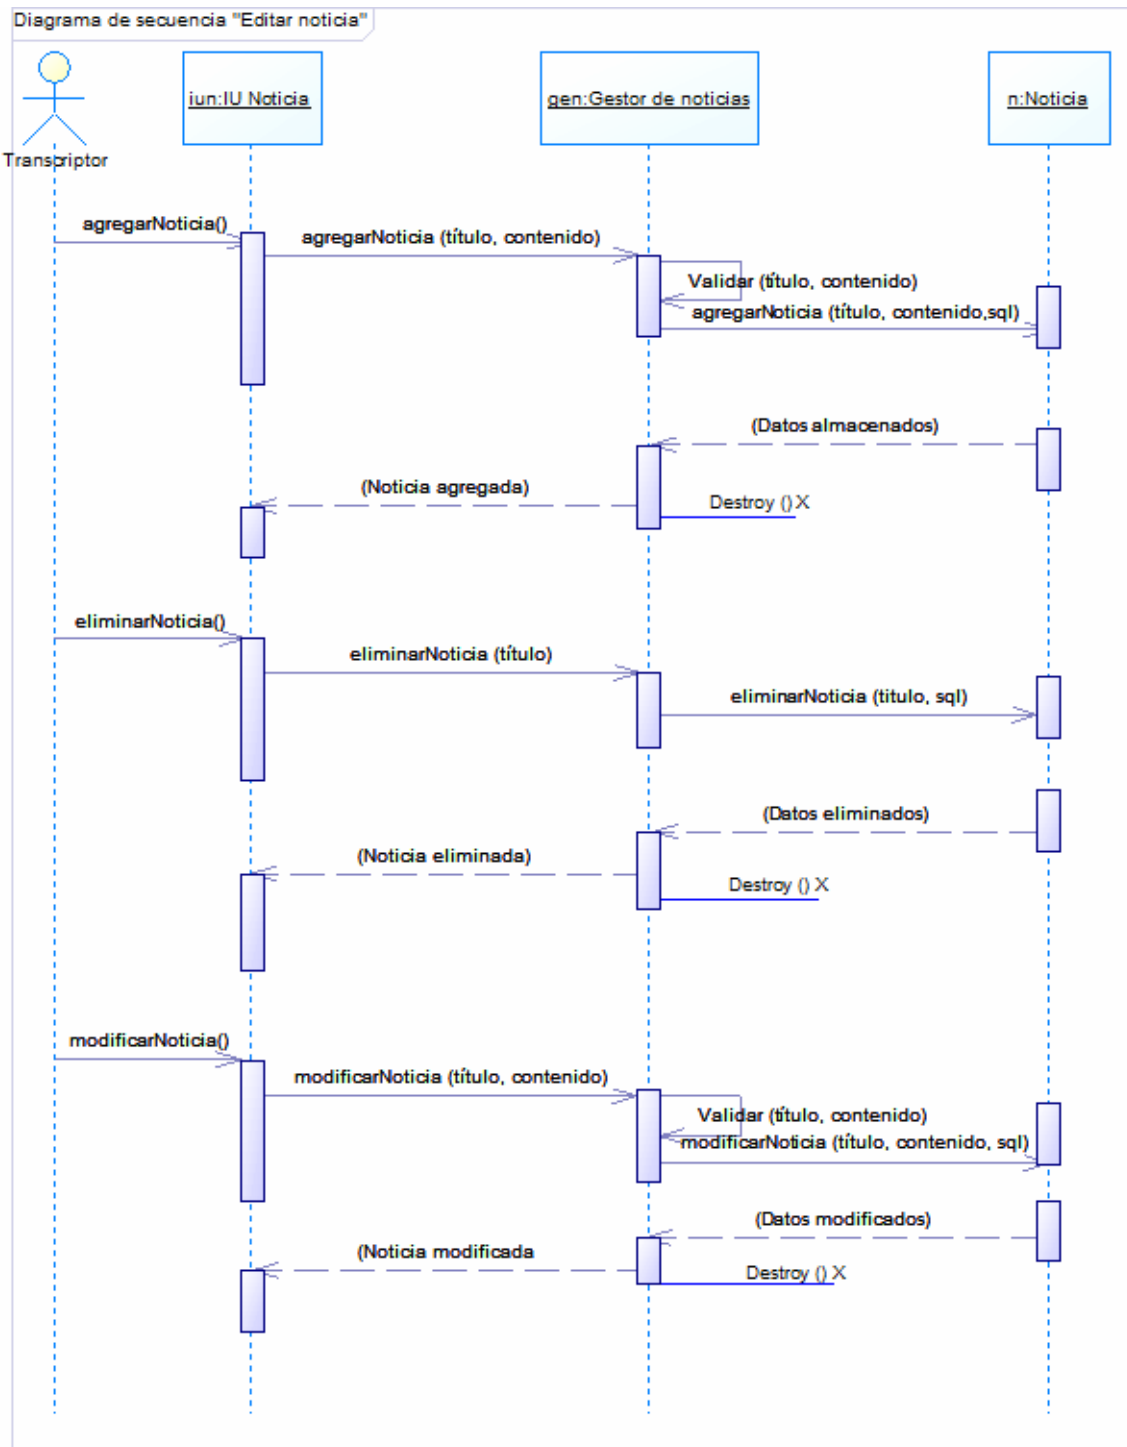 Diagrama de secuencia "Editar noticia"
Transcriptor
iun:IU Noticia
gen:Gestor de noticias
n:Noticia
agregarNoticia()
agregarNoticia (título, contenido)
Validar (título, contenido)
agregarNoticia (título, contenido,sql)
(Datos almacenados)
(Noticia agregada)
Destroy () X
eliminarNoticia()
eliminarNoticia (título)
eliminarNoticia (titulo, sql)
(Datos eliminados)
(Noticia eliminada)
Destroy () X
modificarNoticia()
modificarNoticia (título, contenido)
Validar (título, contenido)
modificarNoticia (título, contenido, sql)
(Datos modificados)
(Noticia modificada
Destroy () X